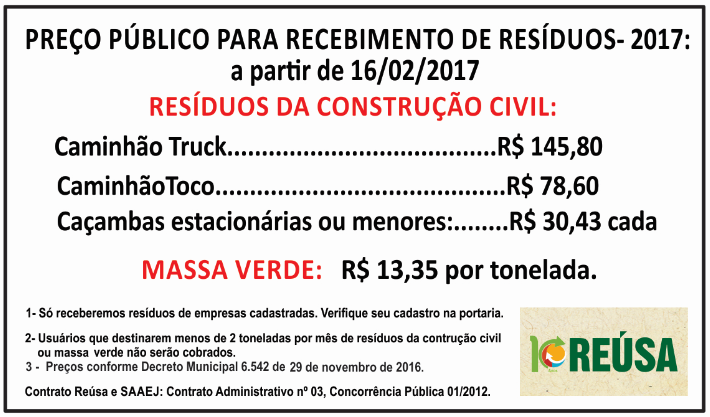 PREÇO PÚBLICO PARA RECEBIMENTO DE RESÍDUOS- 2017:
a partir de 16/02/2017
RESÍDUOS DA CONSTRUÇÃO CIVIL:
Caminhão Truck.......................................R$ 145,80
CaminhãoToco..........................................R$ 78,60
Caçambas estacionárias ou menores:........R$ 30,43 cada
MASSA VERDE: R$ 13,35 por tonelada.
1- Só receberemos resíduos de empresas cadastradas. Verifique seu cadastro na portaria.
2- Usuários que destinarem menos de 2 toneladas por mês de resíduos da contrução civil
ou massa verde não serão cobrados.
3 - Preços conforme Decreto Municipal 6.542 de 29 de novembro de 2016.
Contrato Reúsa e SAAEJ: Contrato Administrativo nº 03, Concorrência Pública 01/2012.
10 REÚSA